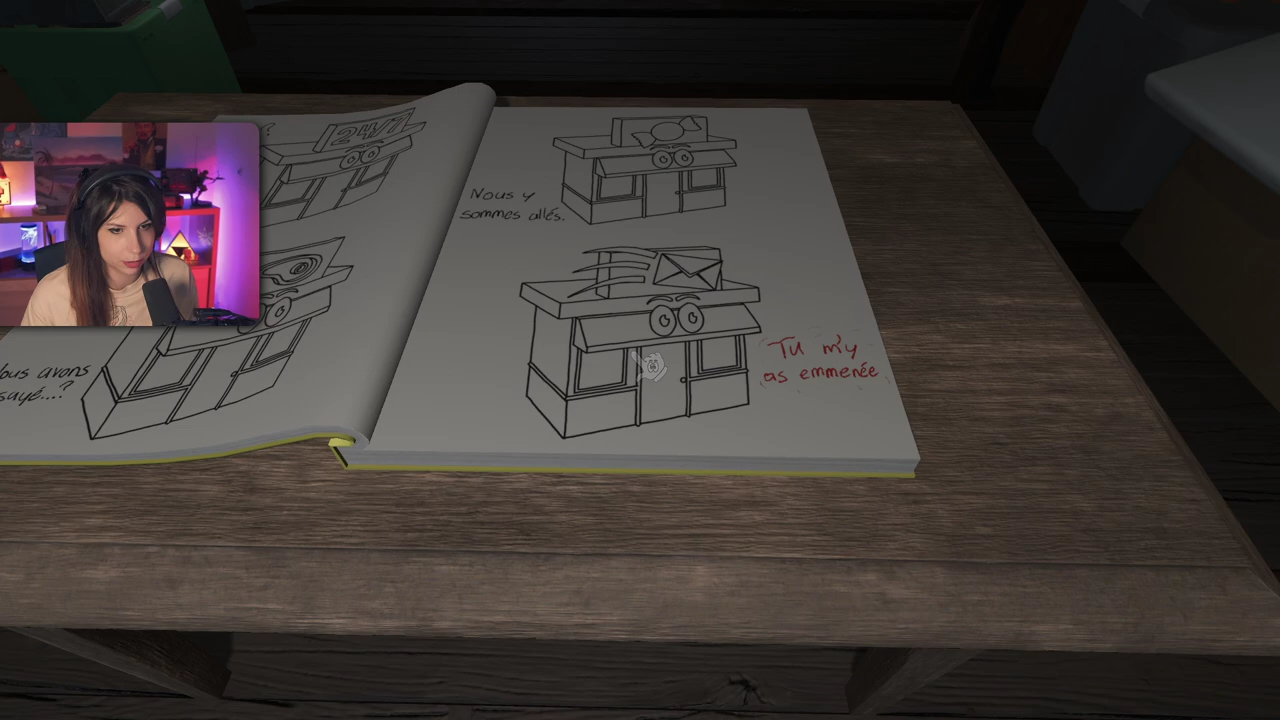 ?
24/7
ous avons
sayé...?
Nous y
sommes allés.
Tu m'y
as emmenée